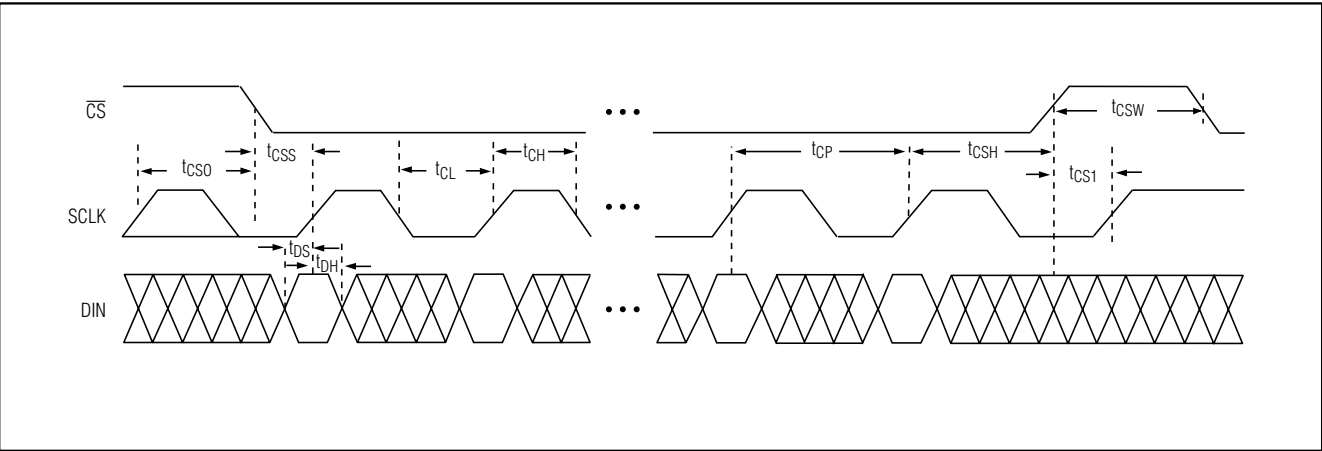 CS
tCSW
tCSS
tCSO
tCL
tCH
tCP
tCSH
tCS1
SCLK
tDS
tDH
DIN